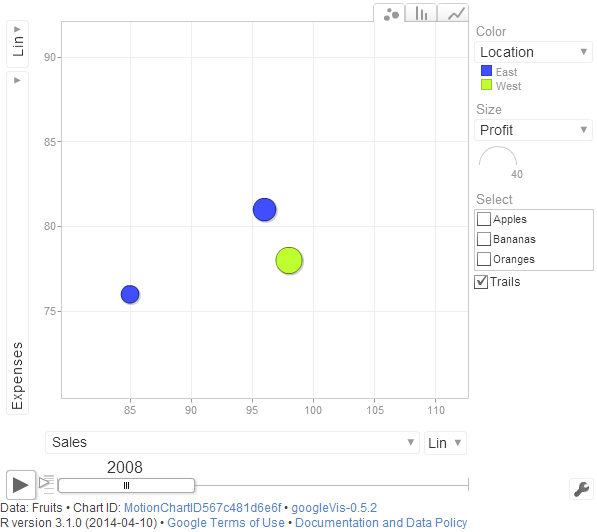 Color
Lin
Location
90
East
West
Size
Profit
85
40
Select
Apples
80
Bananas
Oranges
Trails
75
Expenses
85 90 95 100 105 110
Sales Lin
2008
Data: Fruits • Chart ID: MotionChartID567c481d6e6f • googleVis-0.5.2
R version 3.1.0 (2014-04-10) • Google Terms of Use • Documentation and Data Policy